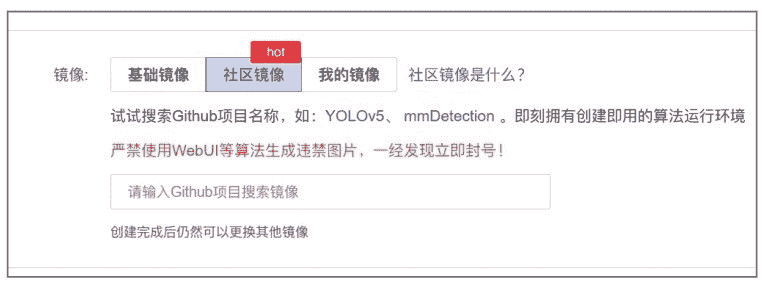 hot
镜像: 基础镜像 社区镜像 我的镜像 社区镜像是什么?
试试搜索Github项目名称，如：YOLOv5、 mmDetection 。即刻拥有创建即用的算法运行环境
严禁使用WebUI等算法生成违禁图片，一经发现立即封号！
请输入Github项目搜索镜像
创建完成后仍然可以更换其他镜像